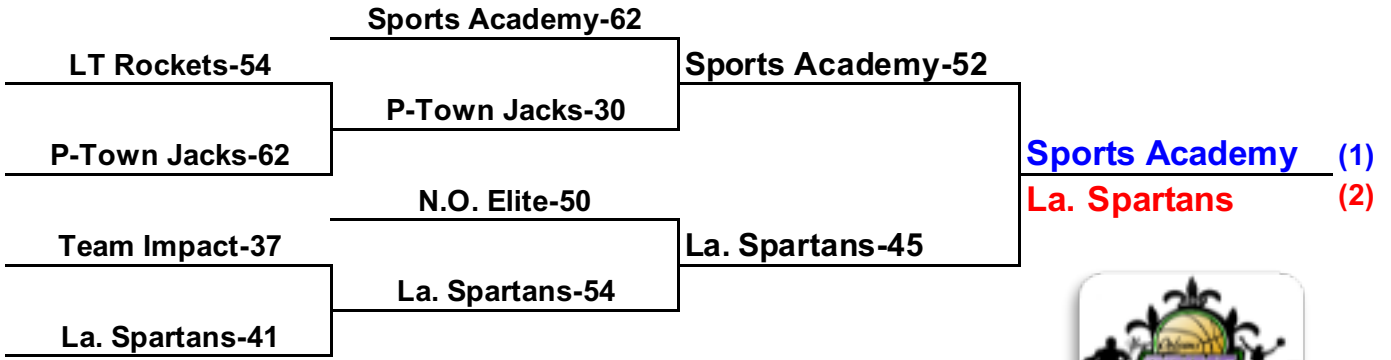 Sports Academy-62
LT Rockets-54
Sports Academy-52
P-Town Jacks-30
P-Town Jacks-62
Sports Academy (1)
N.O. Elite-50
La. Spartans (2)
Team Impact-37
La. Spartans-45
La. Spartans-54
La. Spartans-41